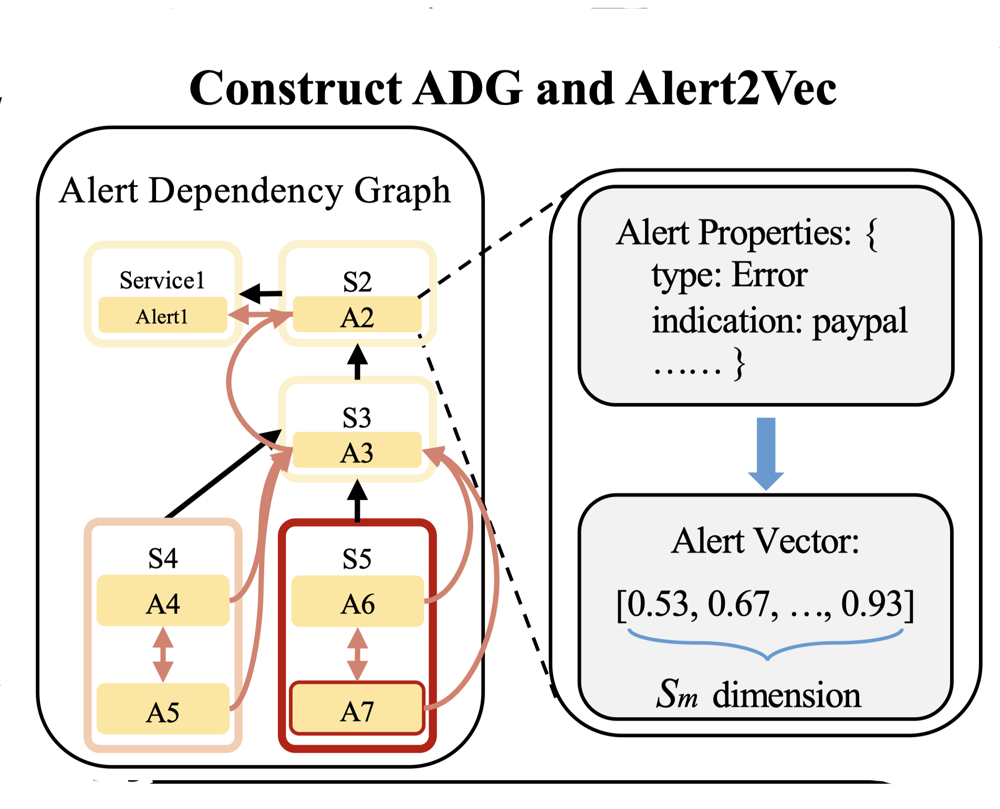 Construct ADG and Alert2Vec
Alert Dependency Graph
Service1
Alert1
S2
A2
S3
A3
S4
A4
A5
S5
A6
A7
Alert Properties: {
type: Error
indication: paypal
…… }
Alert Vector:
[0.53, 0.67, …, 0.93]
Sm dimension